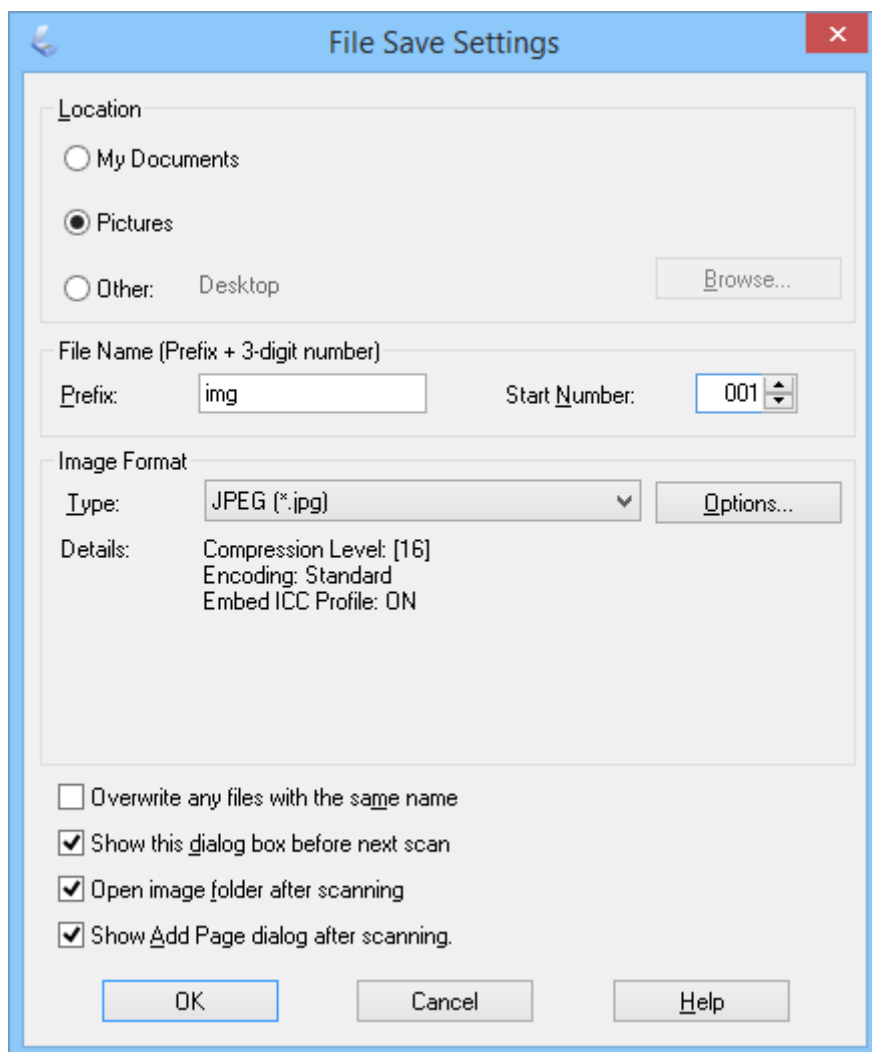 File Save Settings
Location
My Documents
Pictures
Other: Desktop Browse...
File Name (Prefix + 3-digit number)
Prefix: img Start Number: 001
Image Format
Type: JPEG (*.jpg) Options...
Details: Compression Level: [16]
Encoding: Standard
Embed ICC Profile: ON
Overwrite any files with the same name
Show this dialog box before next scan
Open image folder after scanning
Show Add Page dialog after scanning.
OK Cancel Help